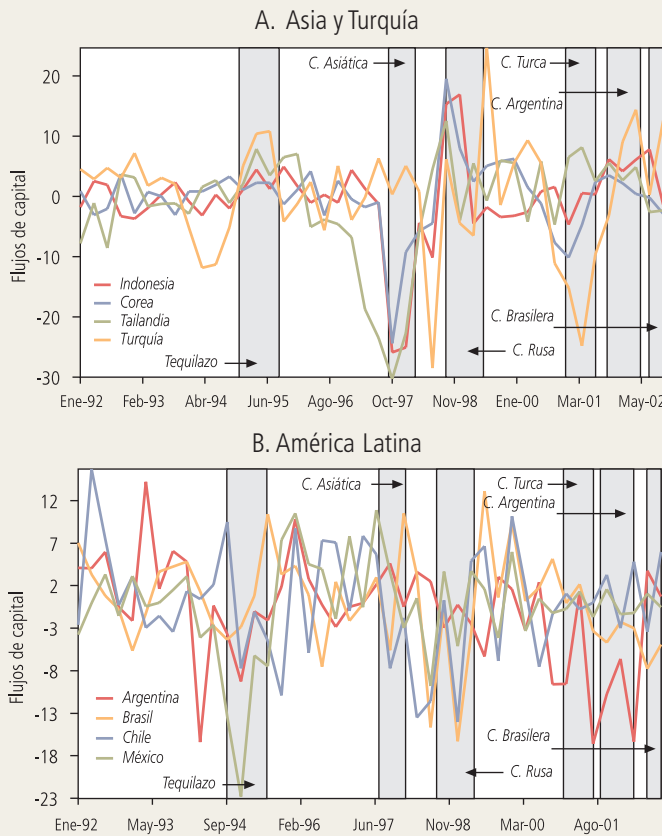 A. Asia y Turquía
Flujos de capital
20
10
0
-10
-20
-30
C. Asiática
C. Turca
C. Argentina
Indonesia
Corea
Tailandia
Turquía
C. Brasilera
C. Rusa
Tequilazo
Ene-92
Feb-93
Abr-94
Jun-95
Ago-96
Oct-97
Nov-98
Ene-00
Mar-01
May-02
B. América Latina
Flujos de capital
12
7
2
-3
-8
-13
-18
-23
C. Asiática
C. Turca
C. Argentina
Argentina
Brasil
Chile
México
C. Brasilera
C. Rusa
Tequilazo
Ene-92
May-93
Sep-94
Feb-96
Jun-97
Nov-98
Mar-00
Ago-01